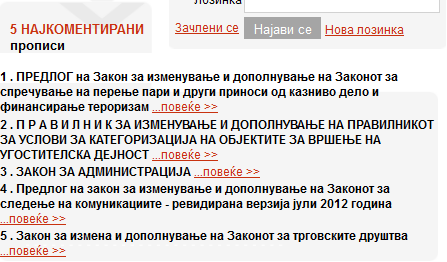 Лозинка
Зачлени се Најави се Нова лозинка
5 НАЈКОМЕНТИРАНИ
прописи
1 . ПРЕДЛОГ на Закон за изменување и дополнување на Законот за
спречување на перење пари и други приноси од казниво дело и
финансирање тероризам ...повеќе >>
2 . П Р А В И Л Н И К ЗА ИЗМЕНУВАЊЕ И ДОПОЛНУВАЊЕ НА ПРАВИЛНИКОТ
ЗА УСЛОВИ ЗА КАТЕГОРИЗАЦИЈА НА ОБЈЕКТИТЕ ЗА ВРШЕЊЕ НА
УГОСТИТЕЛСКА ДЕЈНОСТ ...повеќе >>
3 . ЗАКОН ЗА АДМИНИСТРАЦИЈА ...повеќе >>
4 . Предлог на закон за изменување и дополнување на Законот за
следење на комуникациите - ревидирана верзија јули 2012 година
...повеќе >>
5 . Закон за измена и дополнување на Законот за трговските друштва
...повеќе >>